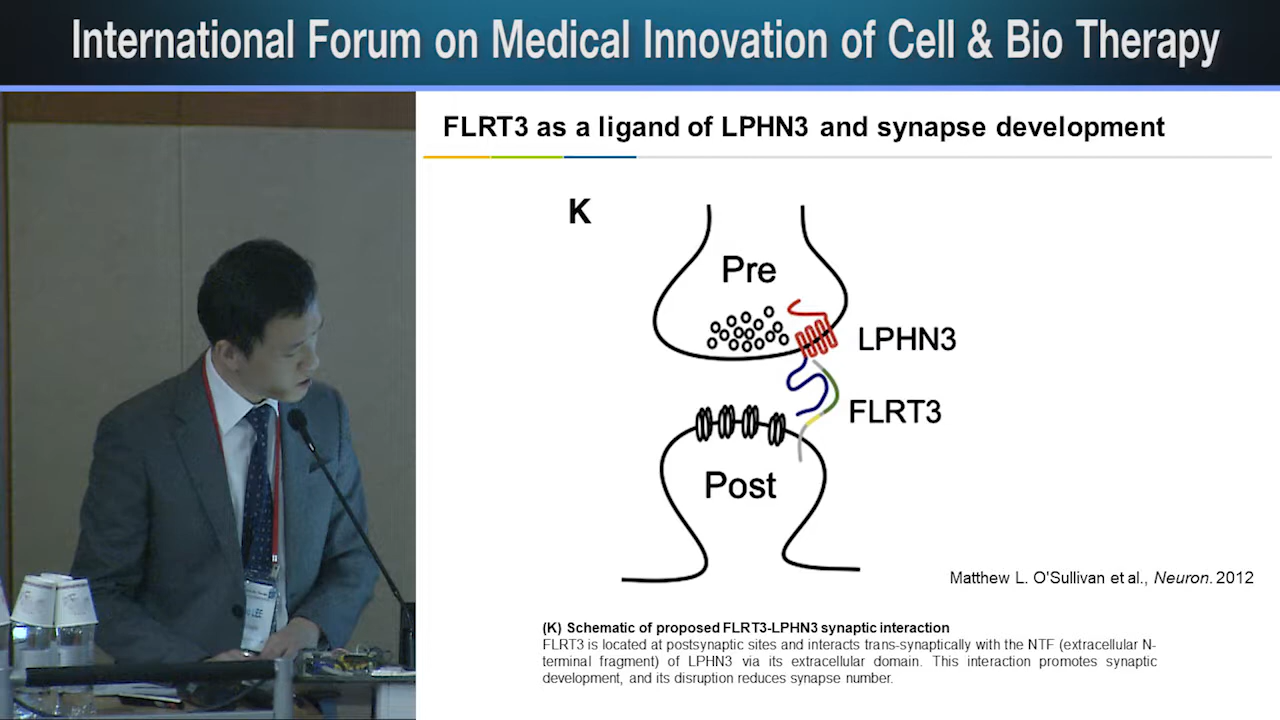 International Forum on Medical Innovation of Cell & Bio Therapy
FLRT3 as a ligand of LPHN3 and synapse development
K
Pre
LPHN3
FLRT3
Post
Matthew L. O'Sullivan et al., Neuron. 2012
(K) Schematic of proposed FLRT3-LPHN3 synaptic interaction
FLRT3 is located at postsynaptic sites and interacts trans-synaptically with the NTF (extracellular N-
terminal fragment) of LPHN3 via its extracellular domain. This interaction promotes synaptic
development, and its disruption reduces synapse number.
LEE